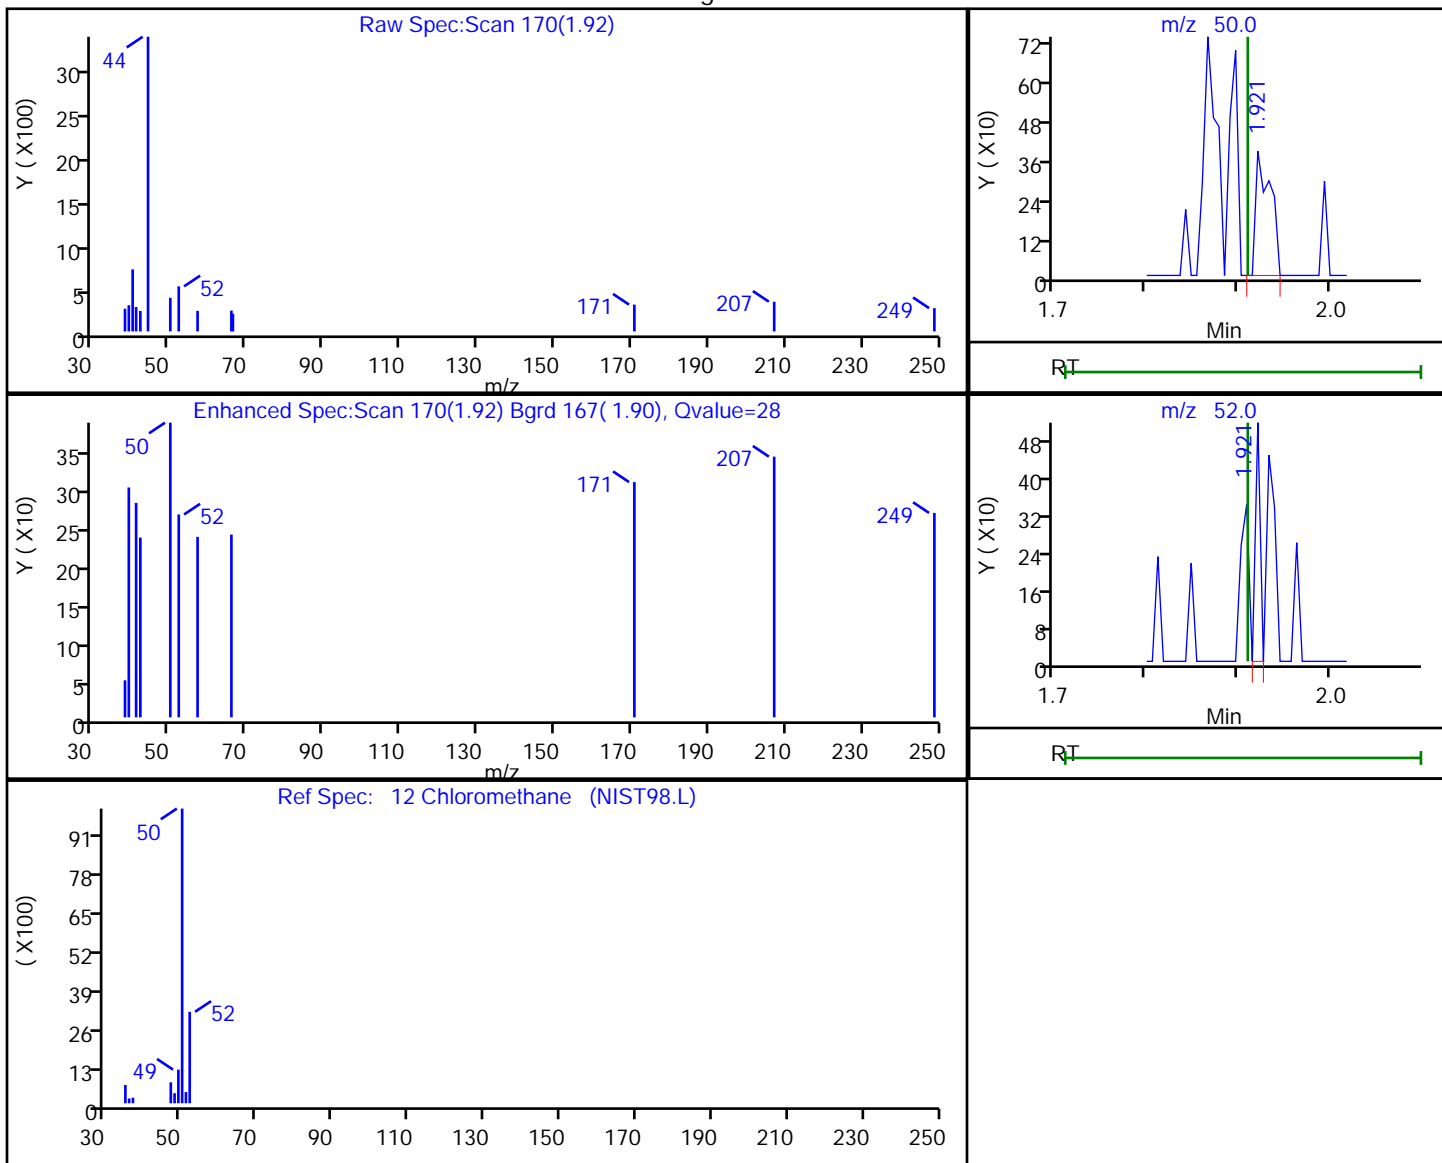 Raw Spec:Scan 170(1.92)
Y ( X100)
30
25
20
15
10
5
0
44
52
171
207
249
30 50 70 90 110 130 150 170 190 210 230 250
m/z
m/z 50.0
Y ( X10)
72
60
48
36
24
12
0
1.921
1.7 2.0
Min
RT
Enhanced Spec:Scan 170(1.92) Bgrd 167( 1.90), Qvalue=28
Y ( X10)
35
30
25
20
15
10
5
0
50
52
171
207
249
30 50 70 90 110 130 150 170 190 210 230 250
m/z
m/z 52.0
Y ( X10)
48
40
32
24
16
8
0
1.921
1.7 2.0
Min
RT
Ref Spec: 12 Chloromethane (NIST98.L)
( X100)
91
78
65
52
39
26
13
0
50
49
52
30 50 70 90 110 130 150 170 190 210 230 250